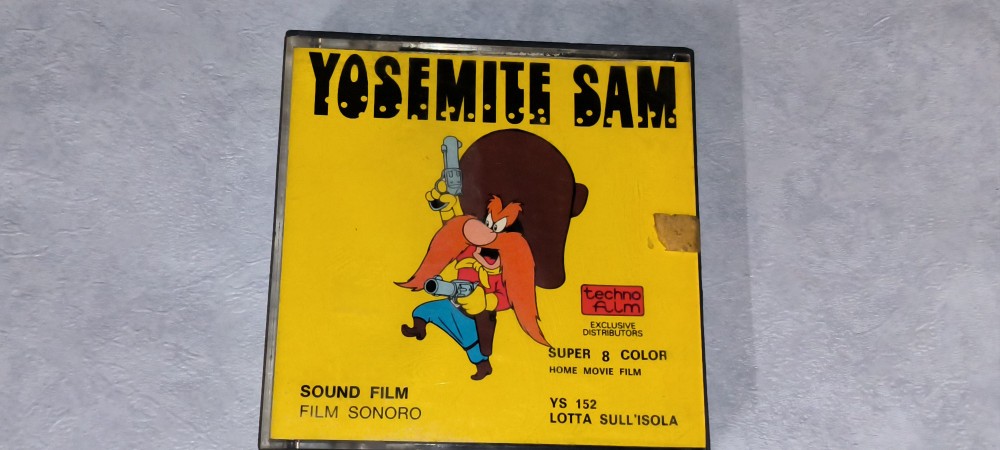 YOSEMITE SAM
techno
film
EXCLUSIVE
DISTRIBUTORS
SUPER 8 COLOR
HOME MOVIE FILM
SOUND FILM
FILM SONORO
YS 152
LOTTA SULL'ISOLA